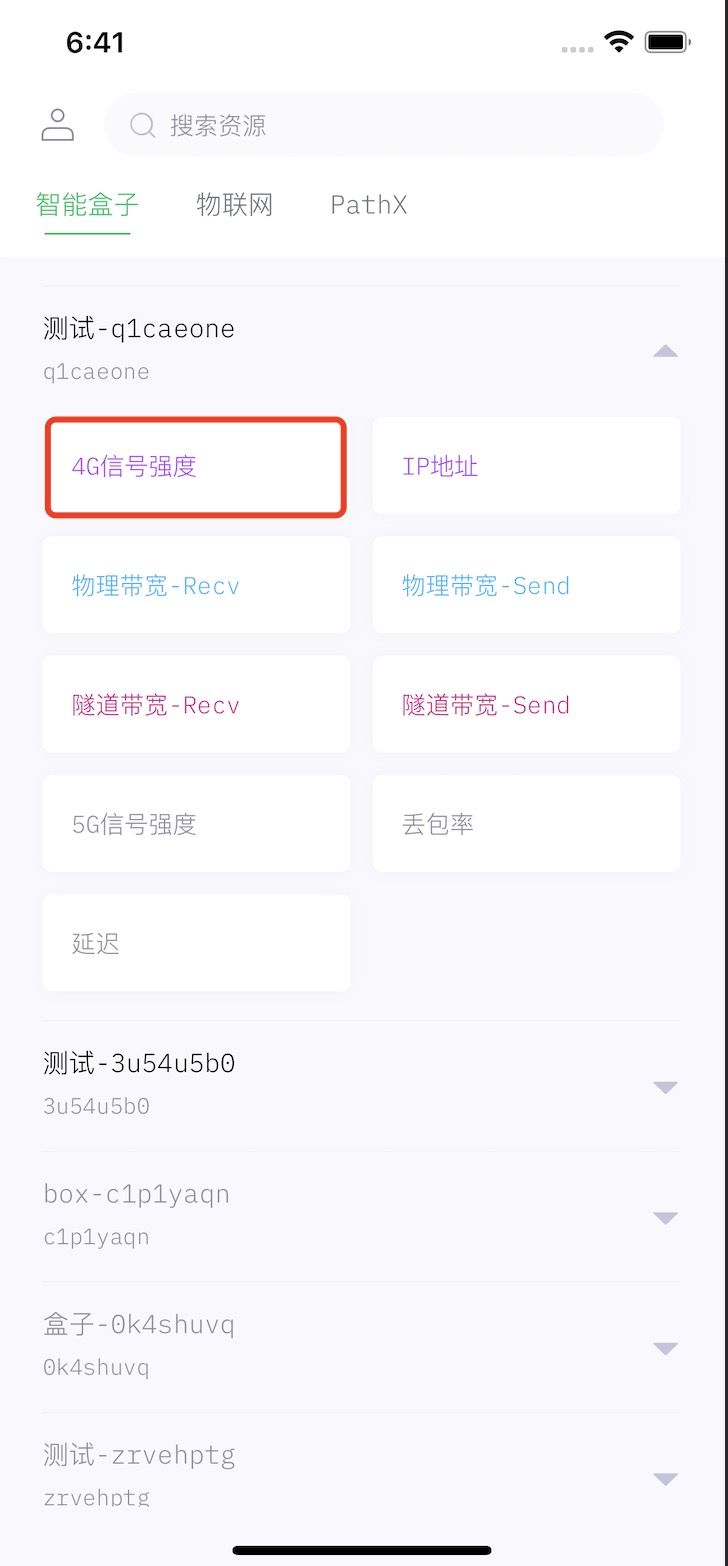 6:41
搜索资源
智能盒子 物联网 PathX
测试-q1caeone
q1caeone
4G信号强度 IP地址
物理带宽-Recv 物理带宽-Send
隧道带宽-Recv 隧道带宽-Send
5G信号强度 丢包率
延迟
测试-3u54u5b0
3u54u5b0
box-c1p1yaqn
c1p1yaqn
盒子-0k4shuvq
0k4shuvq
测试-zrvehptg
zrvehptg